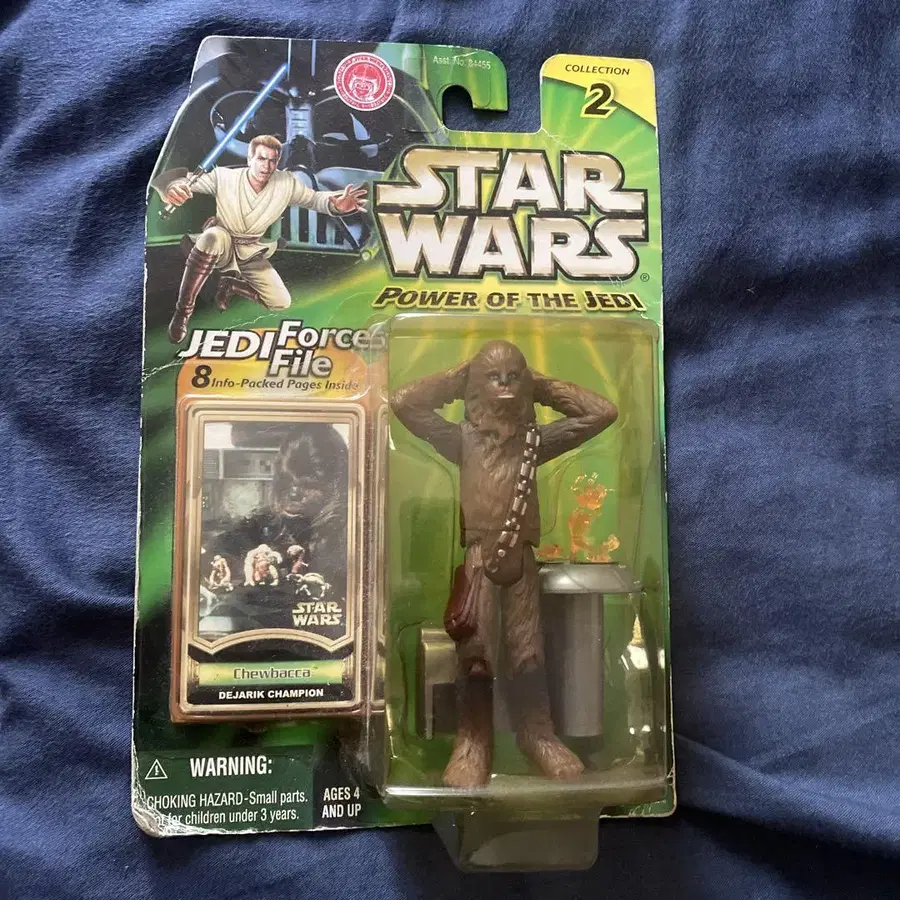 Asst. No. 84455
COLLECTION
2
STAR
WARS
®
POWER OF THE JEDI
JEDI Force
File
8 Info-Packed Pages Inside
STAR
WARS
Chewbacca
DEJARIK CHAMPION
WARNING:
CHOKING HAZARD-Small parts.
for children under 3 years.
AGES 4
AND UP